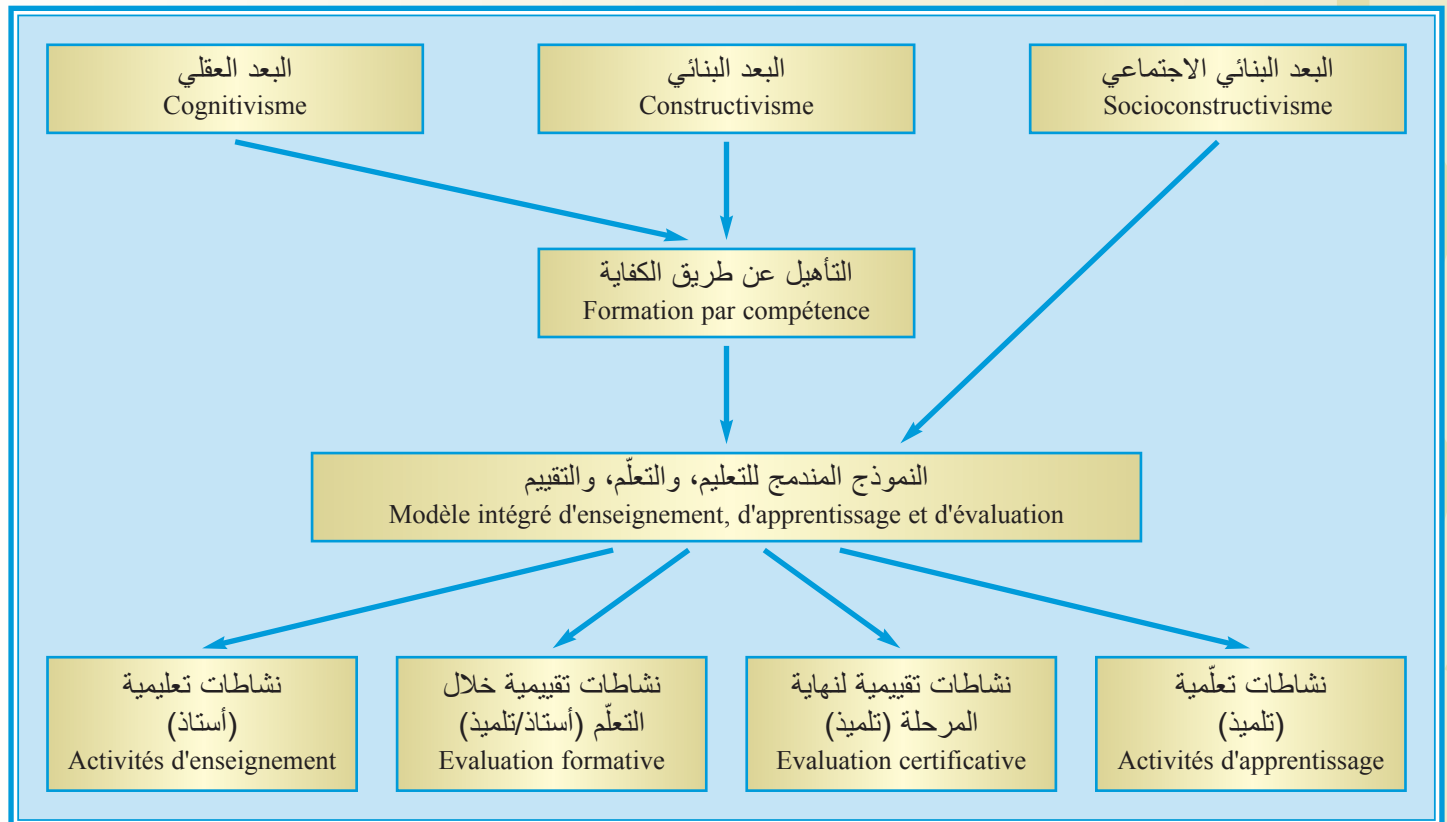 البعد العقلي
Cognitivisme
البعد البنائي
Constructivisme
البعد البنائي الاجتماعي
Socioconstructivisme
التأهيل عن طريق الكفاية
Formation par compétence
النموذج المندمج للتعليم، والتعلّم، والتقييم
Modèle intégré d'enseignement, d'apprentissage et d'évaluation
نشاطات تعليمية
(أستاذ)
Activités d'enseignement
نشاطات تقييمية خلال
التعلّم (أستاذ/تلميذ)
Evaluation formative
نشاطات تقييمية لنهاية
المرحلة (تلميذ)
Evaluation certificative
نشاطات تعلّمية
(تلميذ)
Activités d'apprentissage